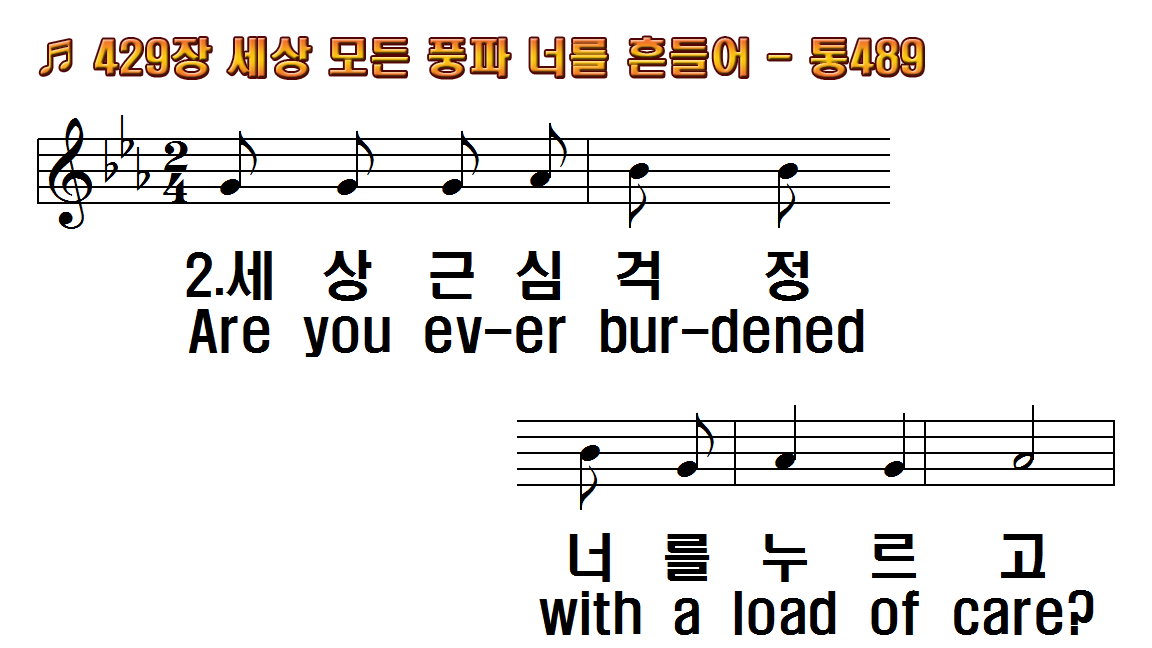 ♬ 429장 세상 모든 풍파 너를 흔들어 - 통489
2.세 상 근 심 걱 정
Are you ev-er bur-dened
너 를 누 르 고
with a load of care?